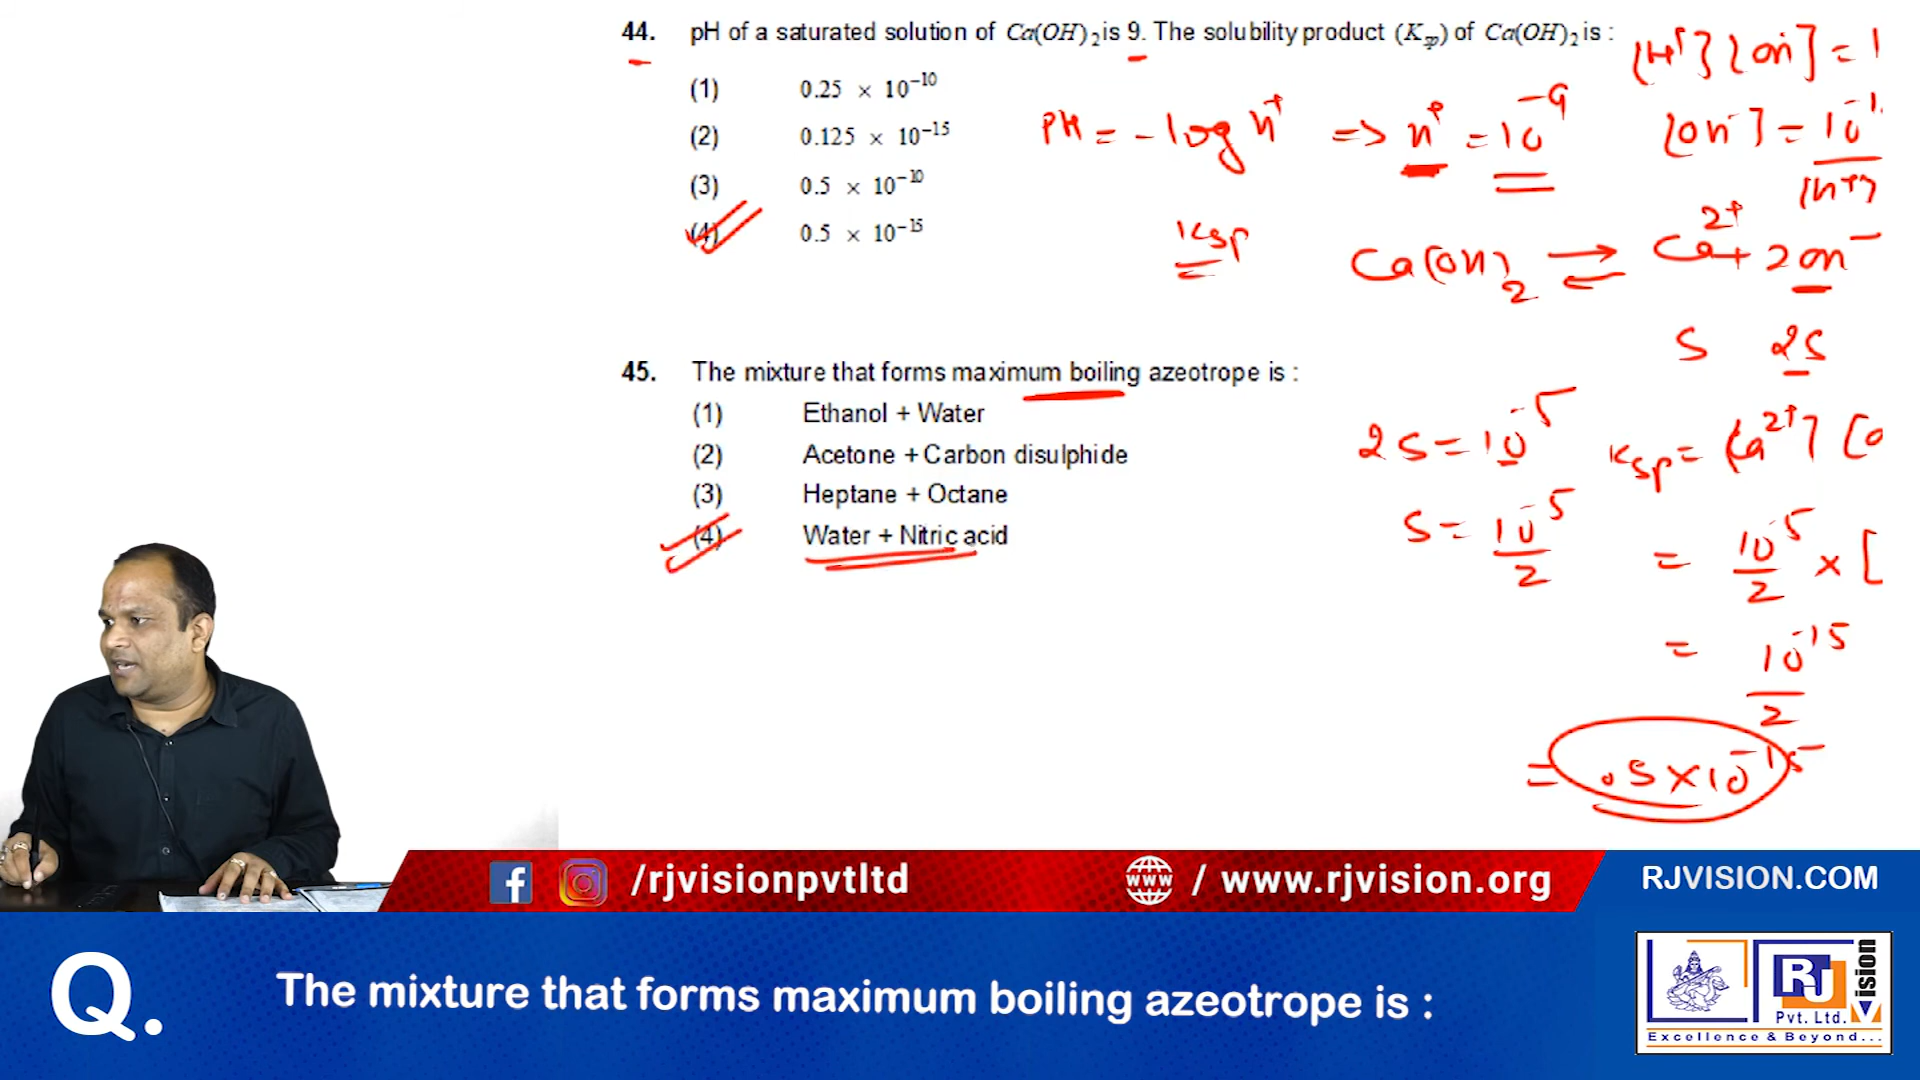 44. pH of a saturated solution of Ca(OH)₂ is 9. The solubility product (Ksp) of Ca(OH)₂ is :
(1) 0.25 × 10⁻¹⁰
(2) 0.125 × 10⁻¹⁵
(3) 0.5 × 10⁻¹⁰
(4) 0.5 × 10⁻¹⁵
[H⁺] [OH⁻] = 1
PH = -log H⁺ => H⁺ = 10⁻⁹
[OH⁻] = 10⁻¹
[H⁺]
Ksp
Ca(OH)₂ ⇌ Ca²⁺ + 2OH⁻
S 2S
2S = 10⁻⁵
S = 10⁻⁵/2
Ksp = [Ca²⁺] [O
= 10⁻⁵/2 × [
= 10⁻¹⁵/2
= .5 × 10⁻¹⁵
45. The mixture that forms maximum boiling azeotrope is :
(1) Ethanol + Water
(2) Acetone + Carbon disulphide
(3) Heptane + Octane
(4) Water + Nitric acid
/rjvisionpvtltd
WWW / www.rjvision.org
RJVISION.COM
Q. The mixture that forms maximum boiling azeotrope is :
RJ Vision
Pvt. Ltd.
Excellence & Beyond...